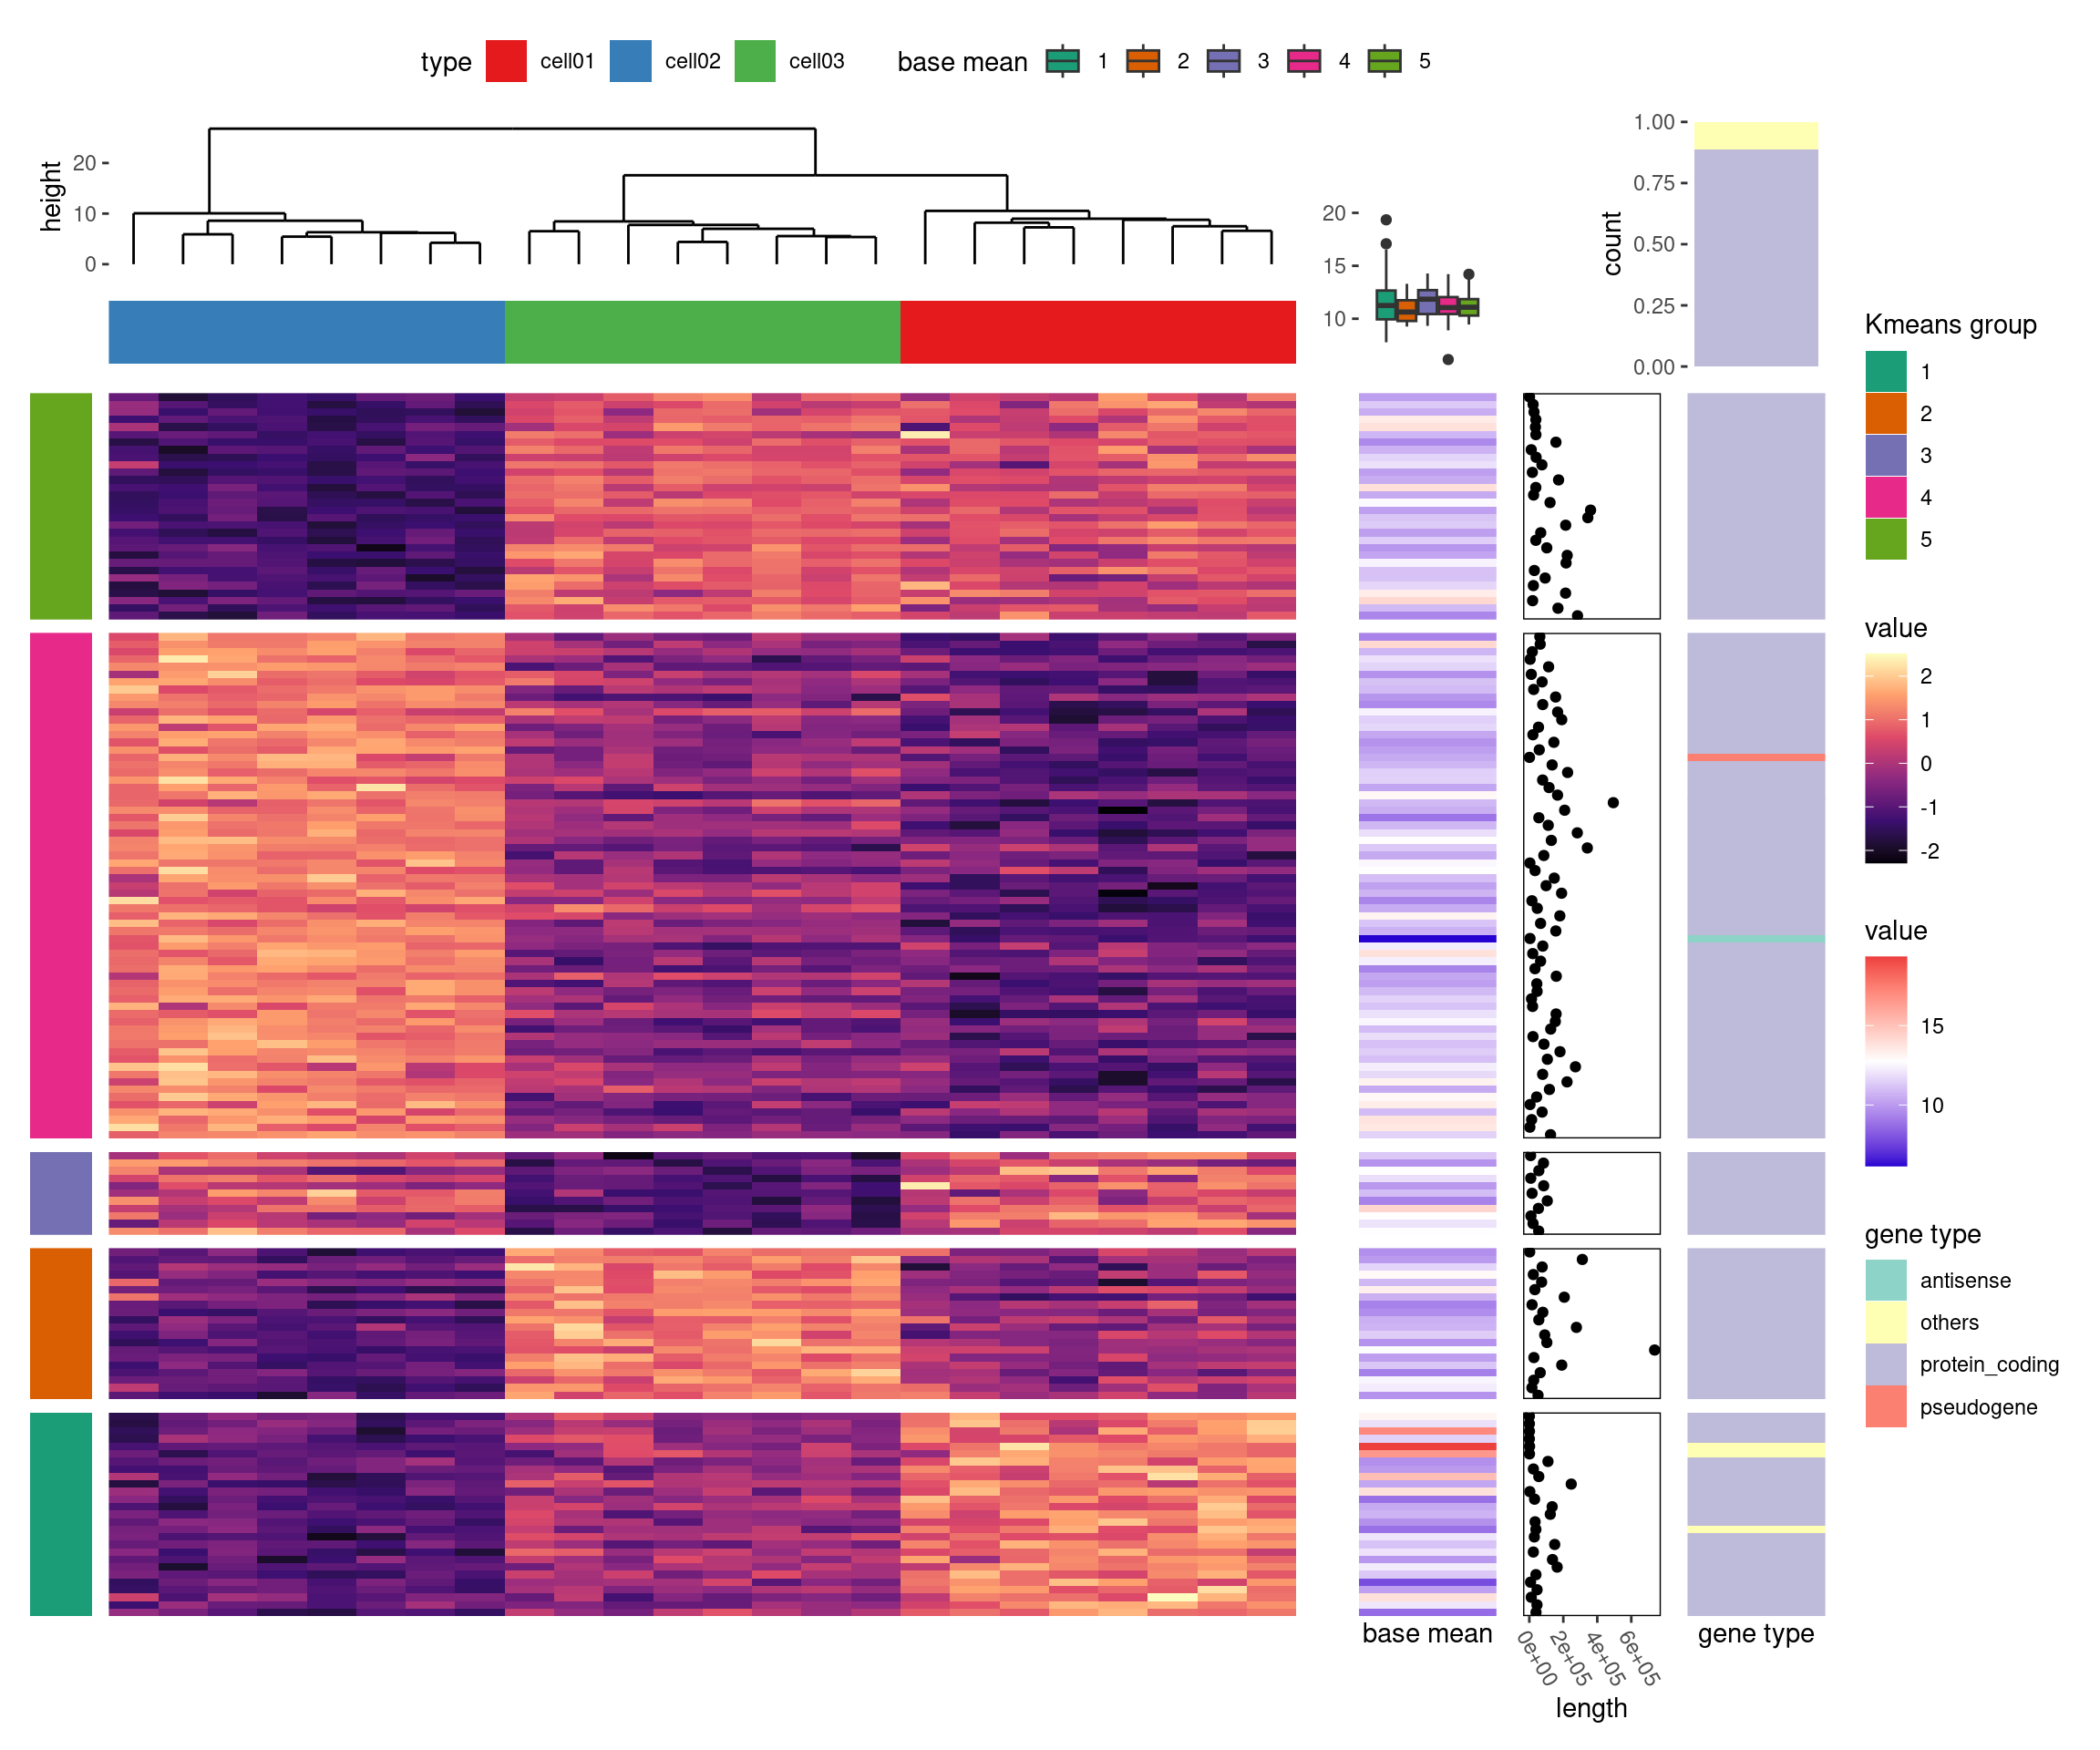 type cell01 cell02 cell03 base mean 1 2 3 4 5
height
20
10
0
20
15
10
count
1.00
0.75
0.50
0.25
0.00
Kmeans group
1
2
3
4
5
value
2
1
0
-1
-2
value
15
10
gene type
antisense
others
protein_coding
pseudogene
base mean
0e+00
2e+05
4e+05
6e+05
length
gene type